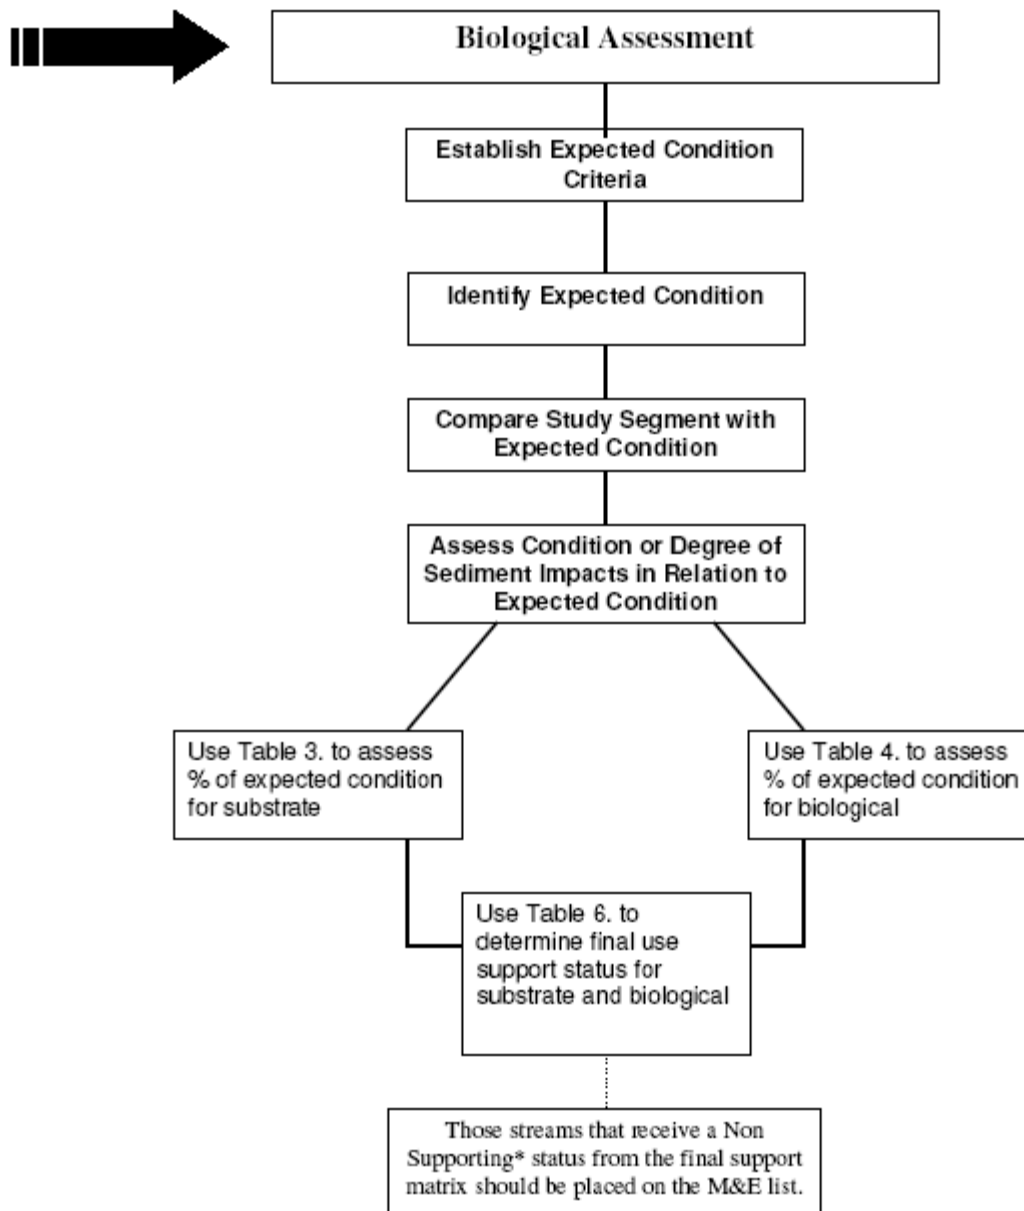 Biological Assessment
Establish Expected Condition
Criteria
Identify Expected Condition
Compare Study Segment with
Expected Condition
Assess Condition or Degree of
Sediment Impacts in Relation to
Expected Condition
Use Table 3. to assess
% of expected condition
for substrate
Use Table 4. to assess
% of expected condition
for biological
Use Table 6. to
determine final use
support status for
substrate and biological
Those streams that receive a Non
Supporting* status from the final support
matrix should be placed on the M&E list.